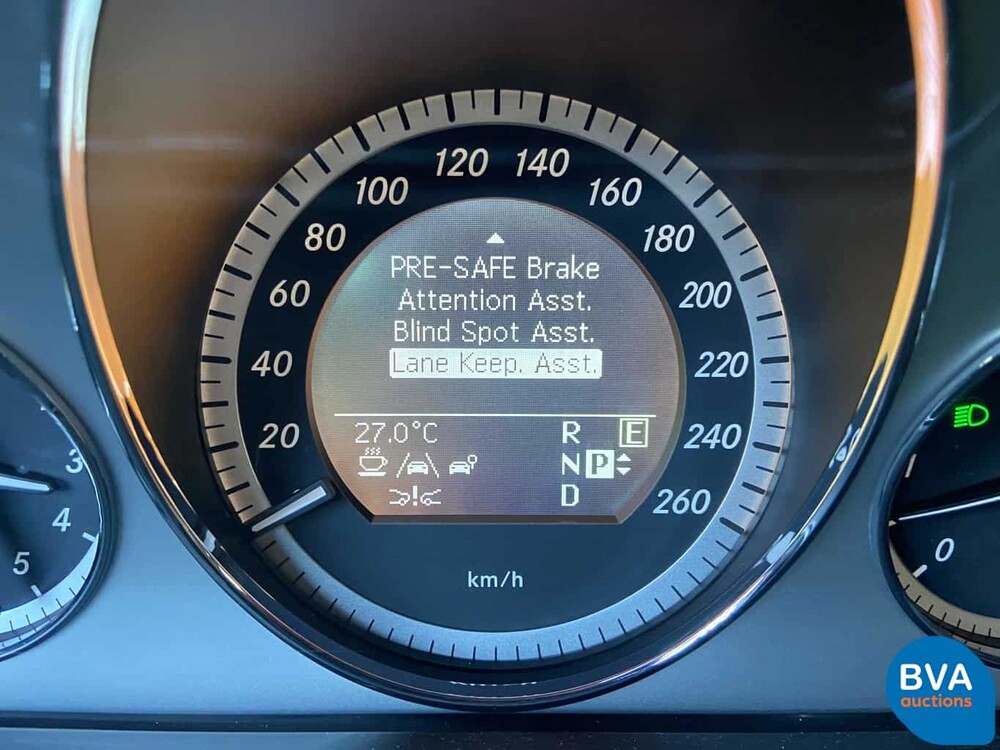 120 140
100 160
80 180
60 200
40 220
20 240
260
PRE-SAFE Brake
Attention Asst.
Blind Spot Asst.
Lane Keep. Asst.
27.0°C
R E
N P
D
km/h
3
4
5
0
BVA
auctions